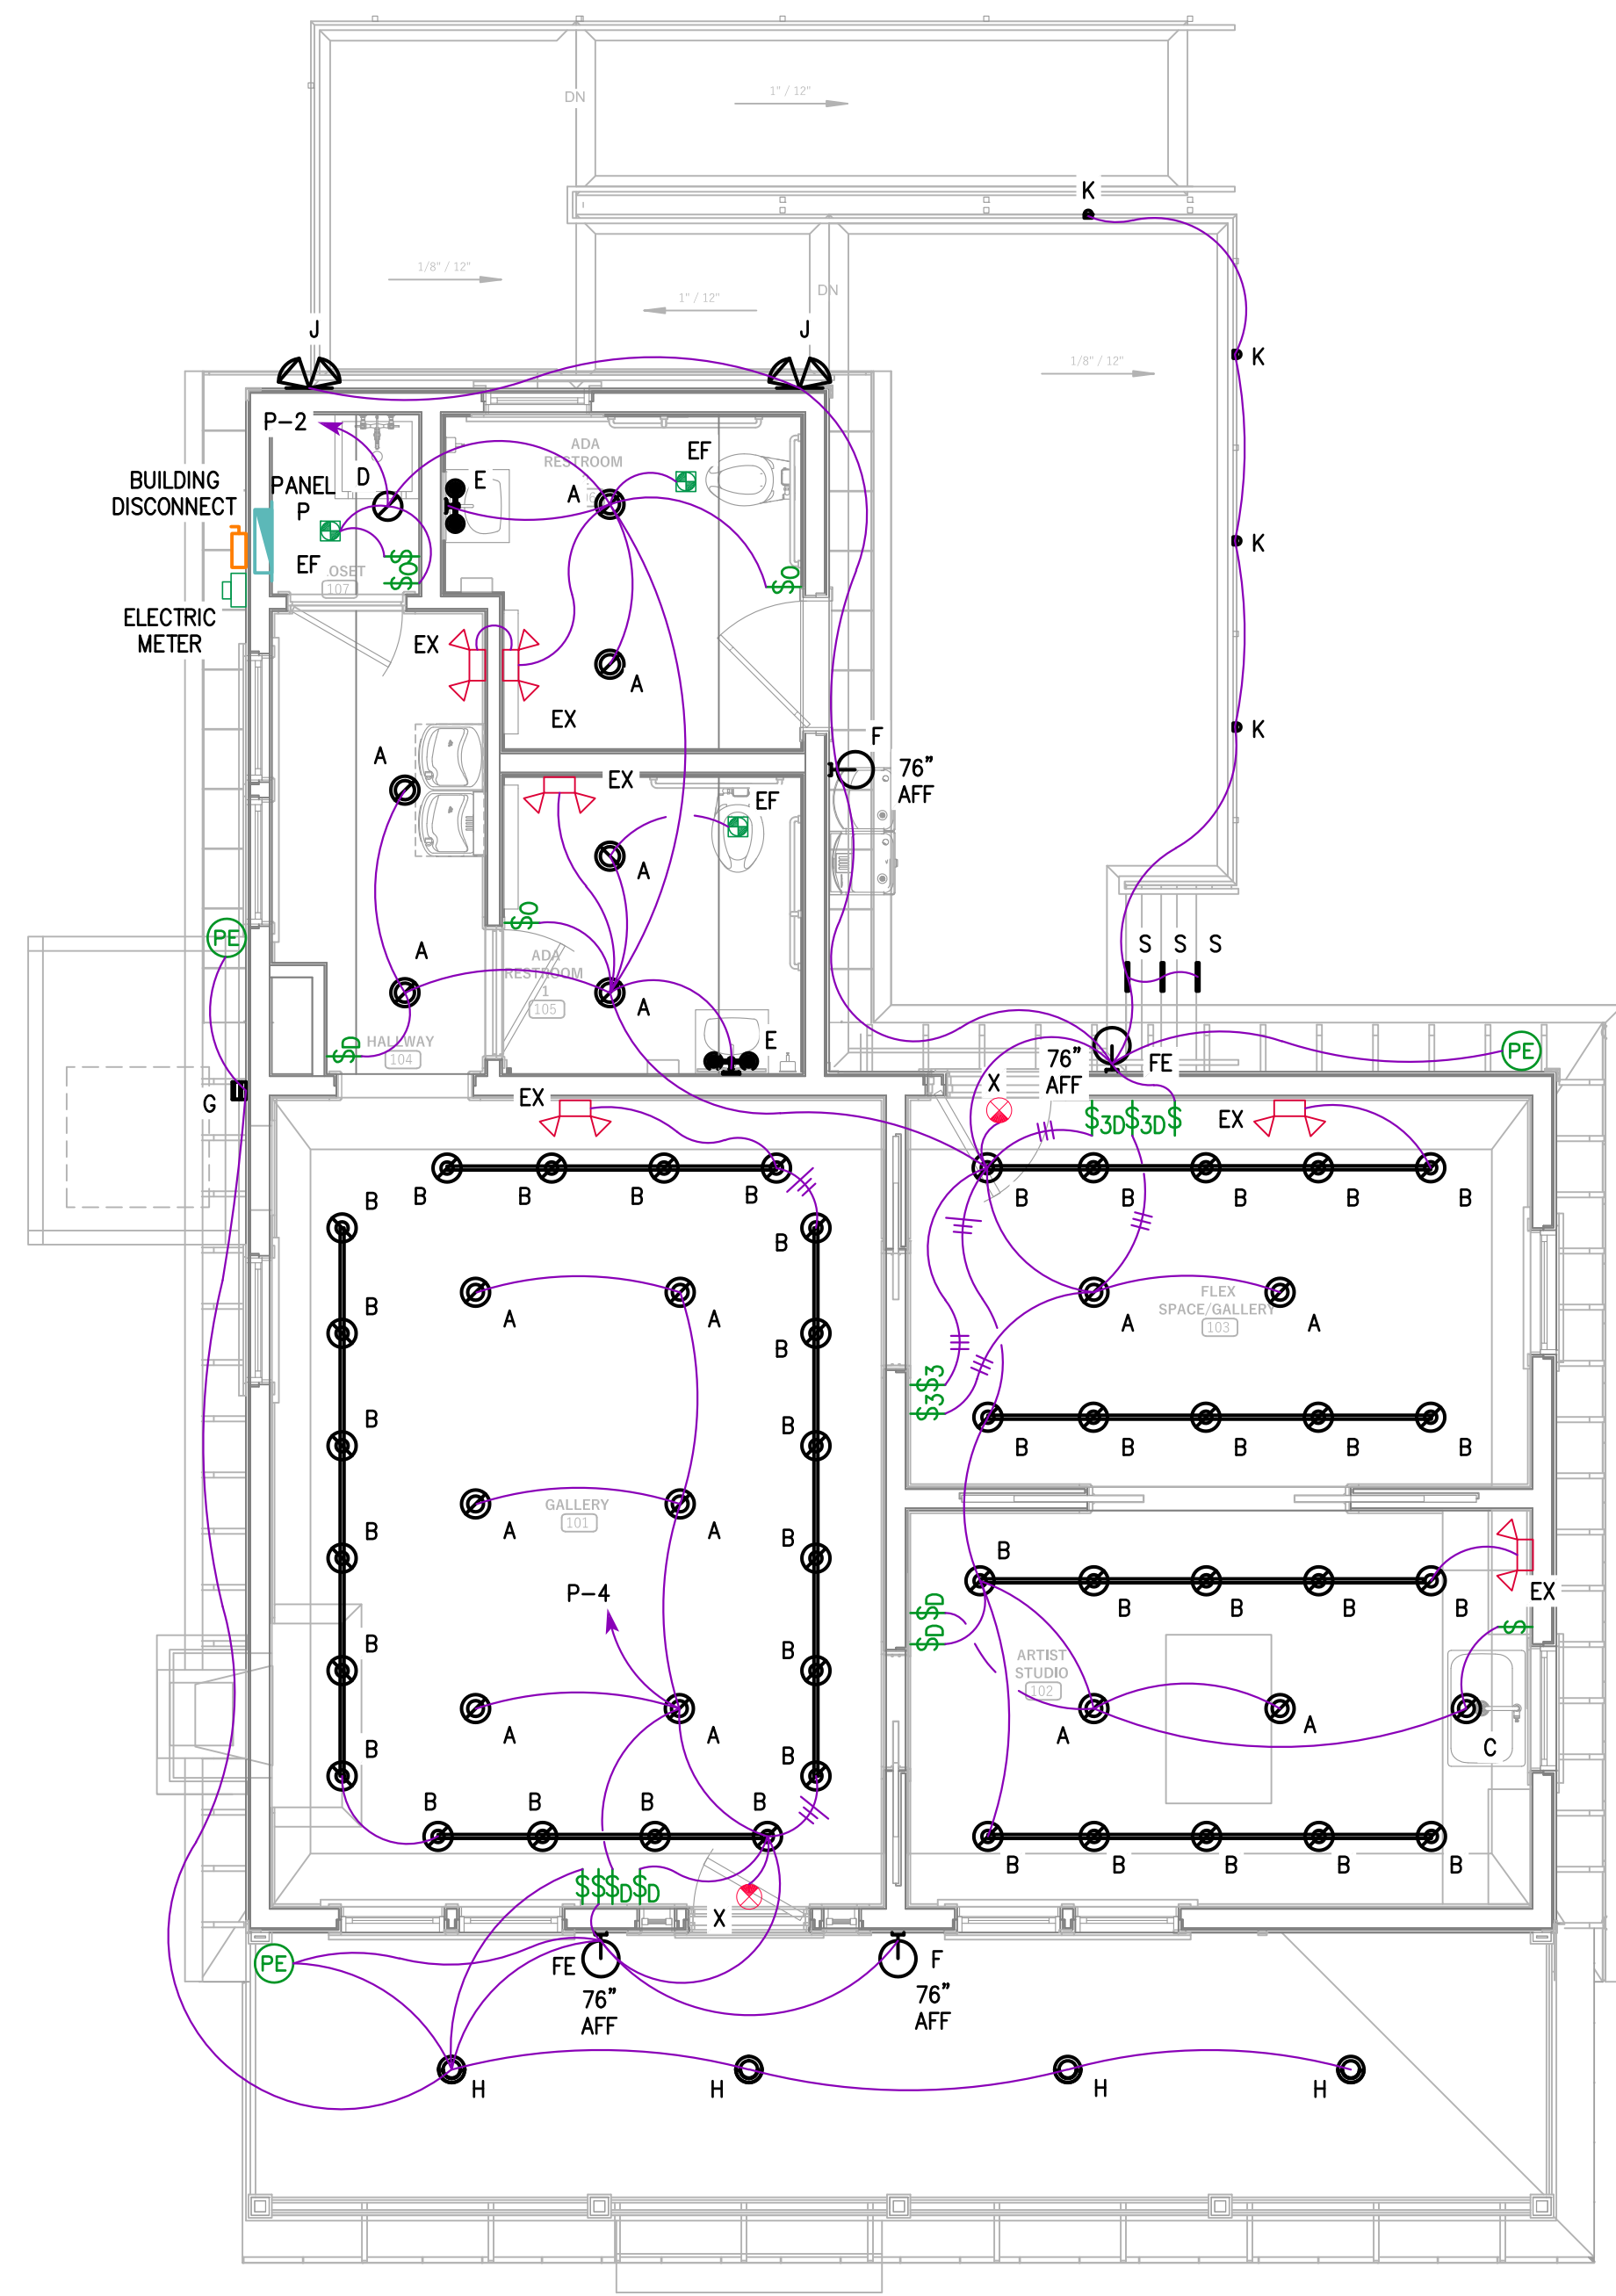 DN
1" / 12"
K
1/8" / 12"
1" / 12"
DN
J
J
K
1/8" / 12"
P-2
ADA
RESTROOM
EF
BUILDING
DISCONNECT
PANEL
P
D
E
A
K
EF
$
$O
$O
OSET
107
ELECTRIC
METER
EX
A
EX
K
F
76"
AFF
A
EX
EF
A
$O
PE
A
ADA
RESTROOM
1
105
S
S
S
A
E
$D
HALLWAY
104
PE
76"
AFF
FE
X
G
EX
$3D
$3D
$
EX
B
B
B
B
B
B
B
B
B
B
B
B
A
A
FLEX
SPACE/GALLERY
103
A
A
B
B
$3
$3
B
B
B
B
B
B
B
GALLERY
101
A
A
B
B
B
P-4
EX
B
B
B
B
$D
$D
$
B
B
ARTIST
STUDIO
102
A
A
A
A
C
B
B
B
B
B
B
B
B
B
B
B
$
$
$D
$D
X
PE
FE
F
76"
AFF
76"
AFF
H
H
H
H